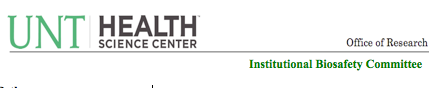 UNT HEALTH
SCIENCE CENTER
Office of Research
Institutional Biosafety Committee